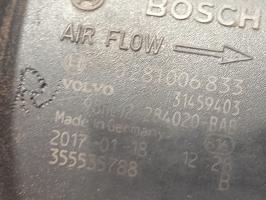 BOSCH
AIR FLOW
0281006833
VOLVO 31459403
284020-BAB
Made in Germany
2017-01-18 12 28
355535788 B